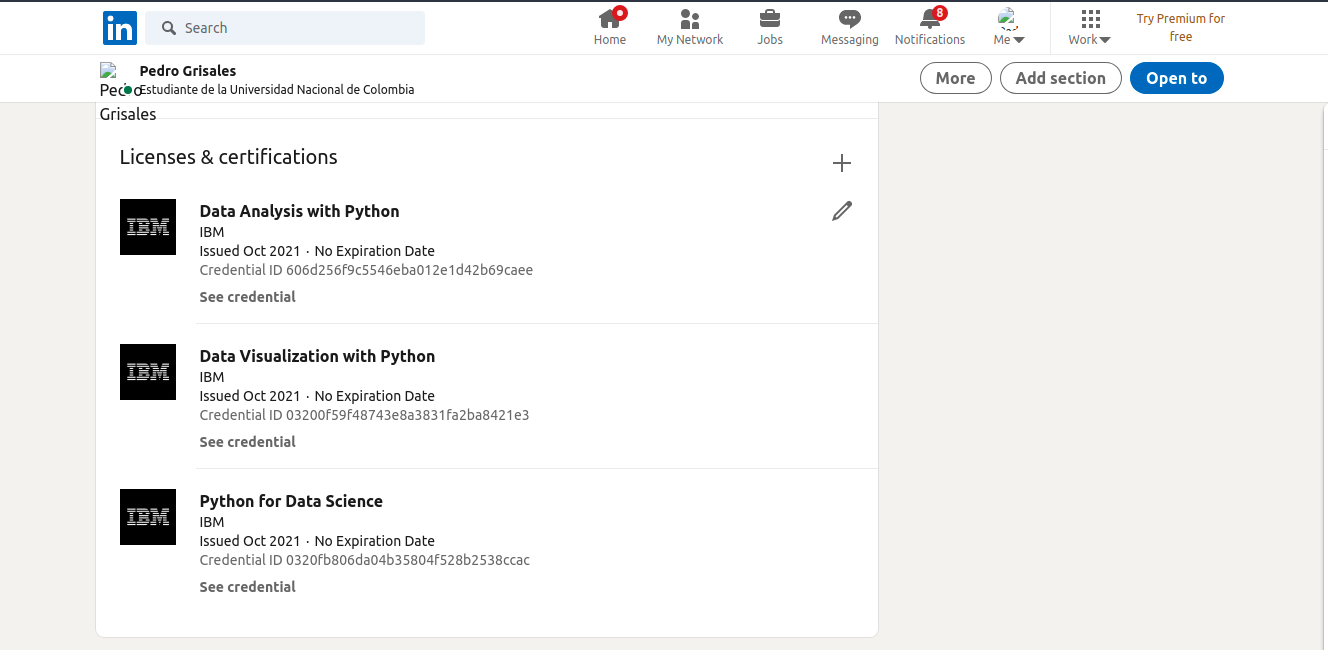 in
Search
Home
My Network
Jobs
Messaging
8
Notifications
Me
Work
Try Premium for
free
Pedro Grisales
Estudiante de la Universidad Nacional de Colombia
Grisales
More
Add section
Open to
Licenses & certifications
IBM
Data Analysis with Python
IBM
Issued Oct 2021 · No Expiration Date
Credential ID 606d256f9c5546eba012e1d42b69caee
See credential
IBM
Data Visualization with Python
IBM
Issued Oct 2021 · No Expiration Date
Credential ID 03200f59f48743e8a3831fa2ba8421e3
See credential
IBM
Python for Data Science
IBM
Issued Oct 2021 · No Expiration Date
Credential ID 0320fb806da04b35804f528b2538ccac
See credential